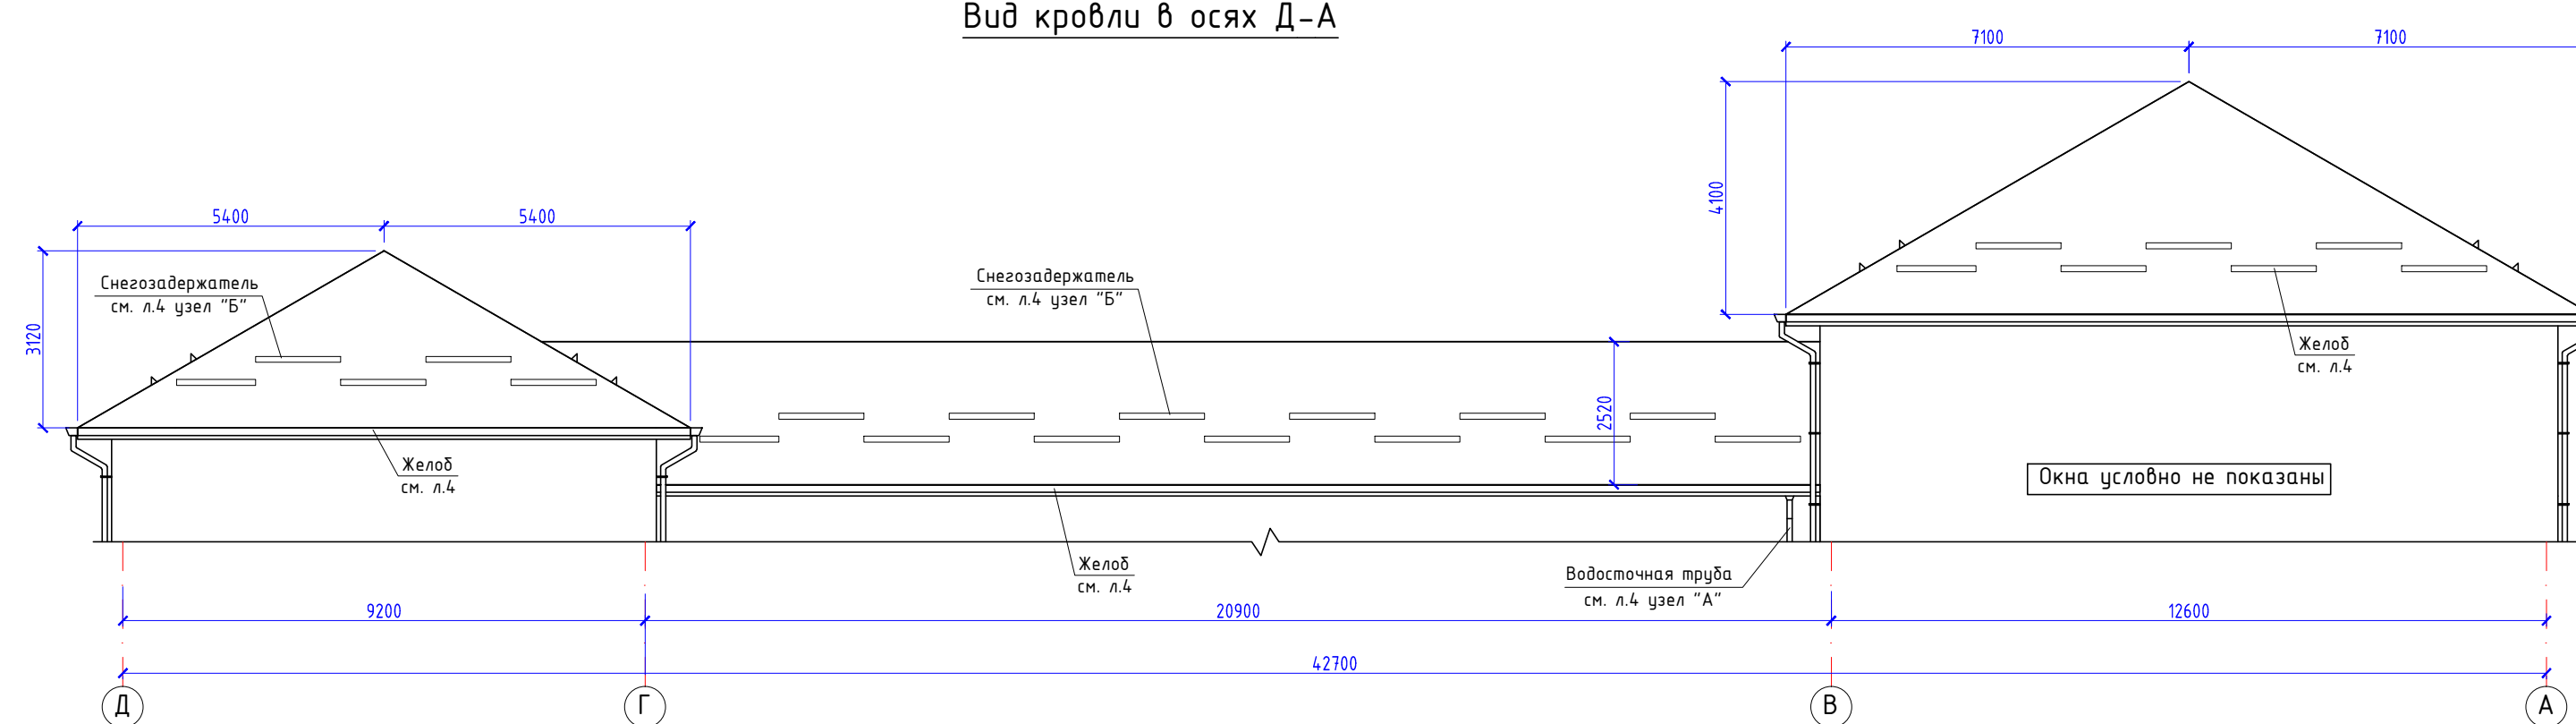 Вид кровли в осях Д-А
7100
7100
4100
5400
5400
3120
Снегозадержатель
см. л.4 узел "Б"
Желоб
см. л.4
Снегозадержатель
см. л.4 узел "Б"
2520
Желоб
см. л.4
Окна условно не показаны
Желоб
см. л.4
Водосточная труба
см. л.4 узел "А"
9200
20900
12600
42700
Д
Г
В
А